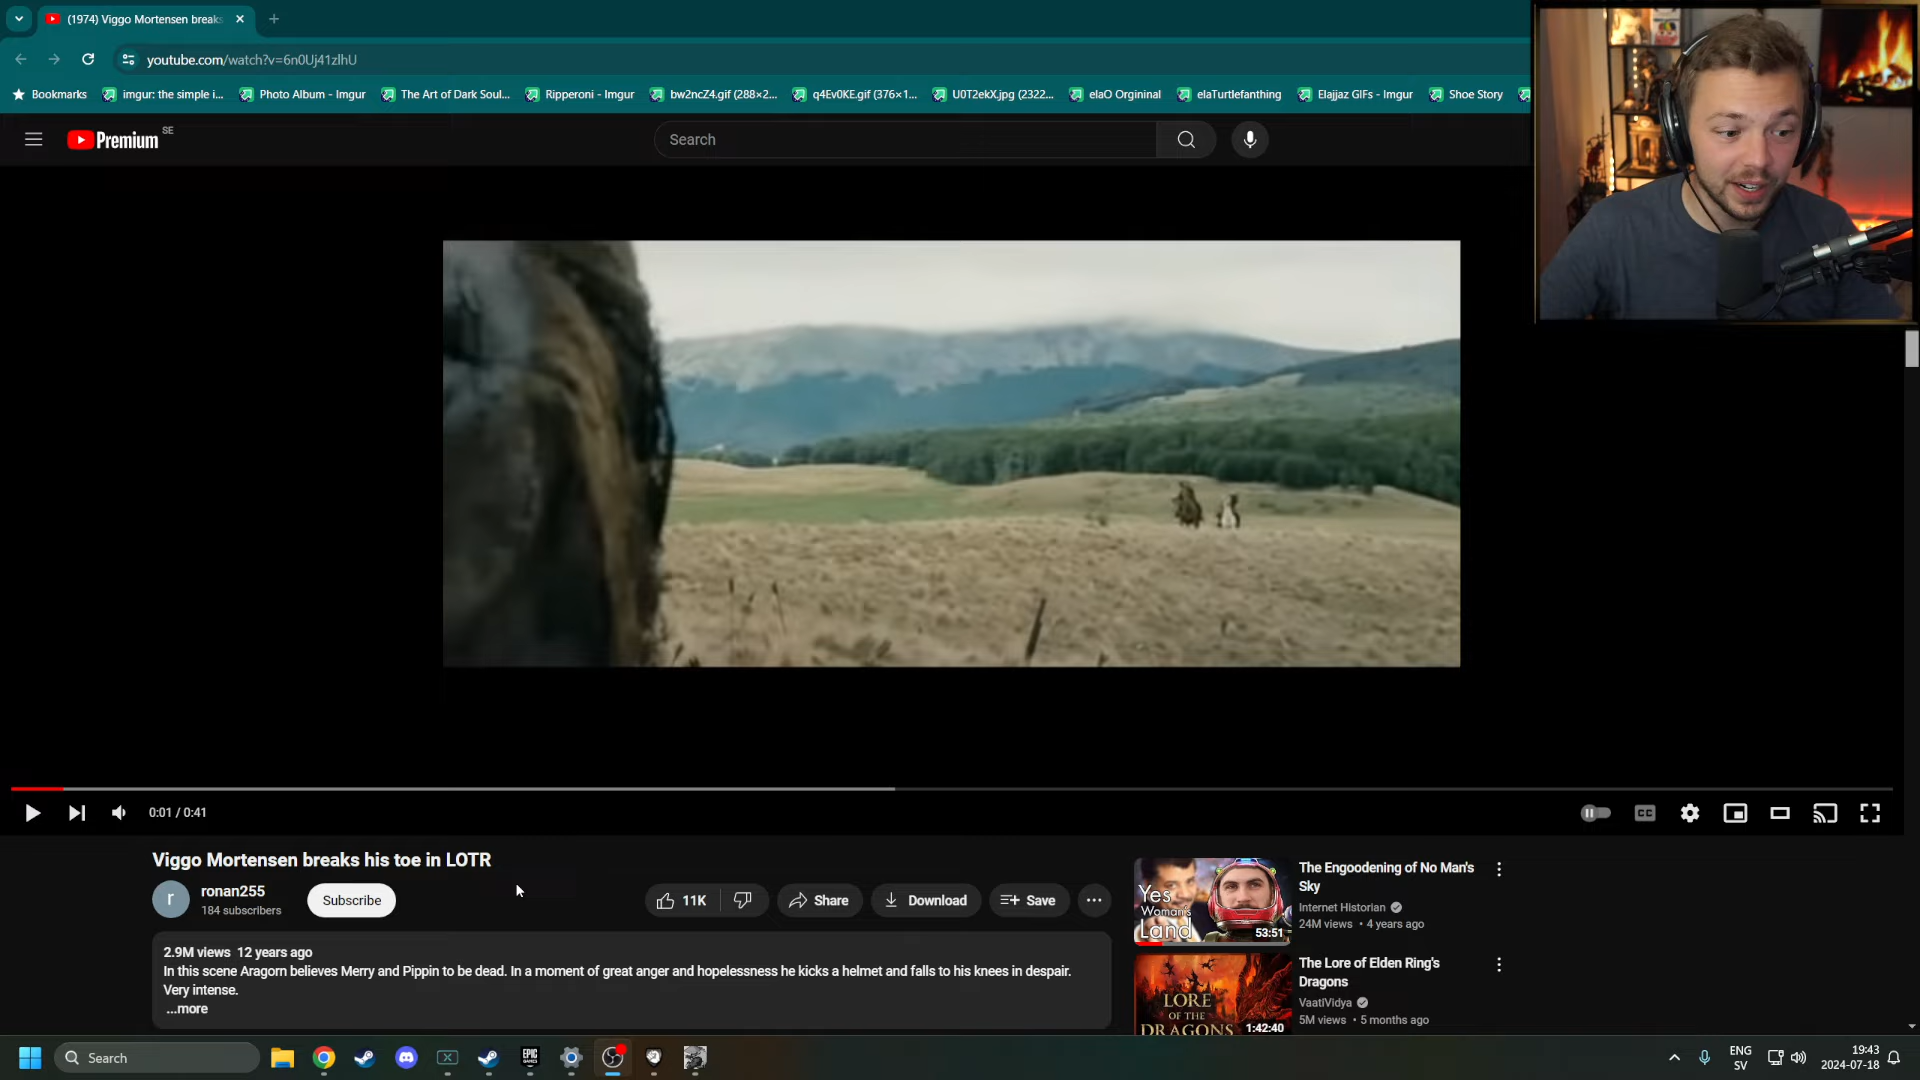 (1974) Viggo Mortensen breaks
youtube.com/watch?v=6n0Uj41zlhU
Bookmarks
imgur: the simple i...
Photo Album - Imgur
The Art of Dark Soul...
Ripperoni - Imgur
bw2ncZ4.gif (288×2...
q4Ev0KE.gif (376×1...
U0T2ekX.jpg (2322...
elaO Orgininal
elaTurtlefanthing
Elajjaz GIFs - Imgur
Shoe Story
Premium SE
Search
0:01 / 0:41
CC
Viggo Mortensen breaks his toe in LOTR
r
ronan255
184 subscribers
Subscribe
11K
Share
Download
Save
2.9M views 12 years ago
In this scene Aragorn believes Merry and Pippin to be dead. In a moment of great anger and hopelessness he kicks a helmet and falls to his knees in despair.
Very intense.
...more
Yes
Woman's
Land
53:51
The Engoodening of No Man's
Sky
Internet Historian
24M views • 4 years ago
LORE
OF THE
DRAGONS
1:42:40
The Lore of Elden Ring's
Dragons
VaatiVidya
5M views • 5 months ago
Search
EPIC
GAMES
ENG
SV
19:43
2024-07-18